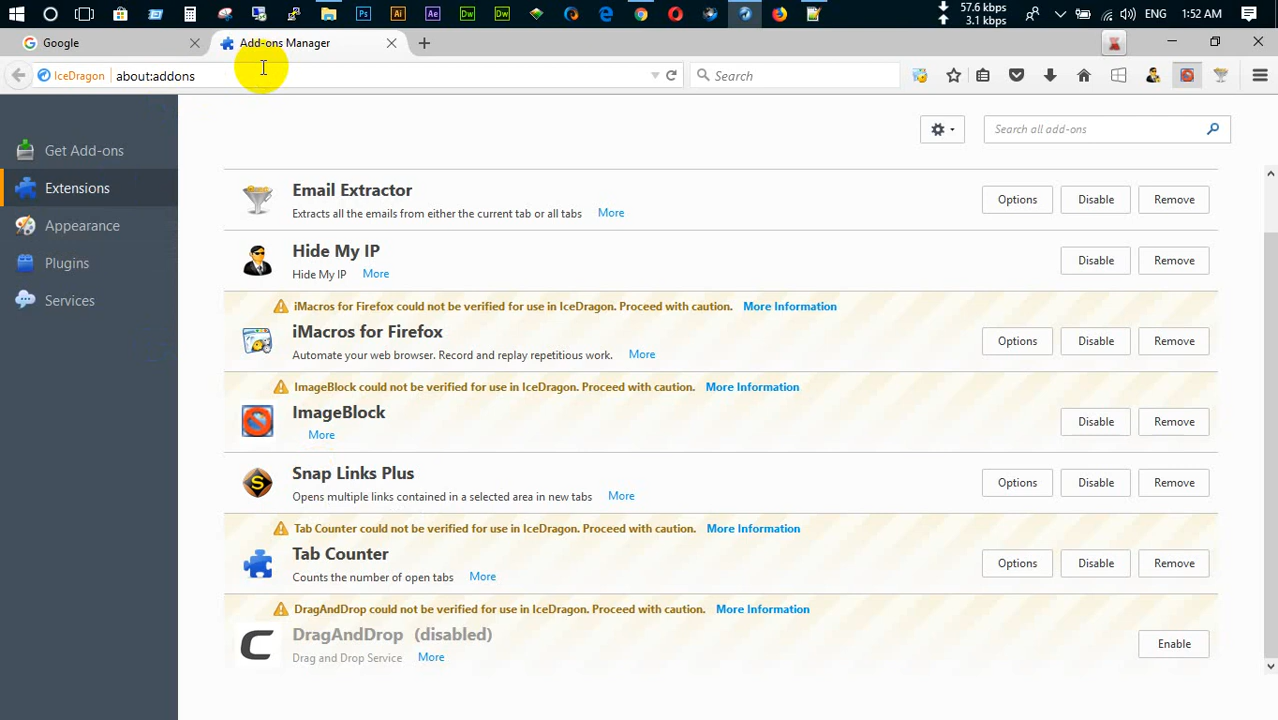 57.6 kbps
3.1 kbps
ENG
1:52 AM
Google
Add-ons Manager
IceDragon
about:addons
Search
Get Add-ons
Extensions
Appearance
Plugins
Services
Search all add-ons
Email Extractor
Extracts all the emails from either the current tab or all tabs More
Options Disable Remove
Hide My IP
Hide My IP More
Disable Remove
iMacros for Firefox could not be verified for use in IceDragon. Proceed with caution. More Information
iMacros for Firefox
Automate your web browser. Record and replay repetitious work. More
Options Disable Remove
ImageBlock could not be verified for use in IceDragon. Proceed with caution. More Information
ImageBlock
More
Disable Remove
Snap Links Plus
Opens multiple links contained in a selected area in new tabs More
Options Disable Remove
Tab Counter could not be verified for use in IceDragon. Proceed with caution. More Information
Tab Counter
Counts the number of open tabs More
Options Disable Remove
DragAndDrop could not be verified for use in IceDragon. Proceed with caution. More Information
DragAndDrop (disabled)
Drag and Drop Service More
Enable